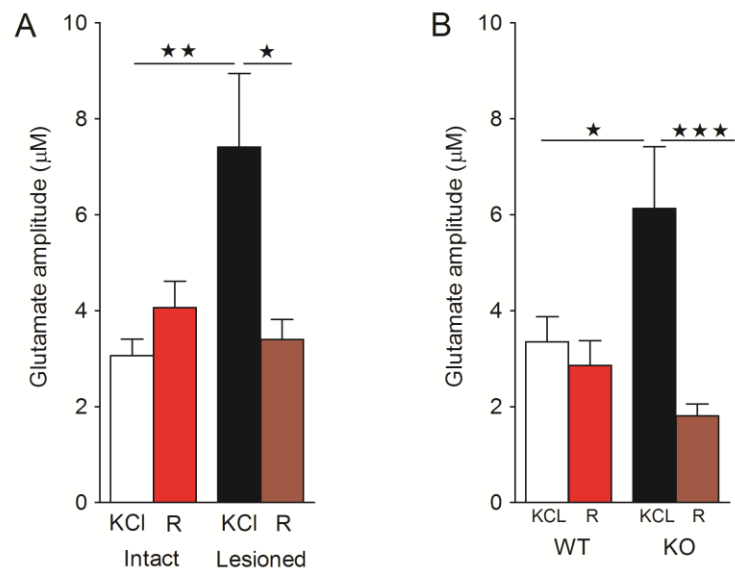 A
Glutamate amplitude (μM)
10
8
6
4
2
0
★★
★
KCl R KCl R
Intact Lesioned
B
Glutamate amplitude (μM)
10
8
6
4
2
0
★
★★★
KCL R KCL R
WT KO